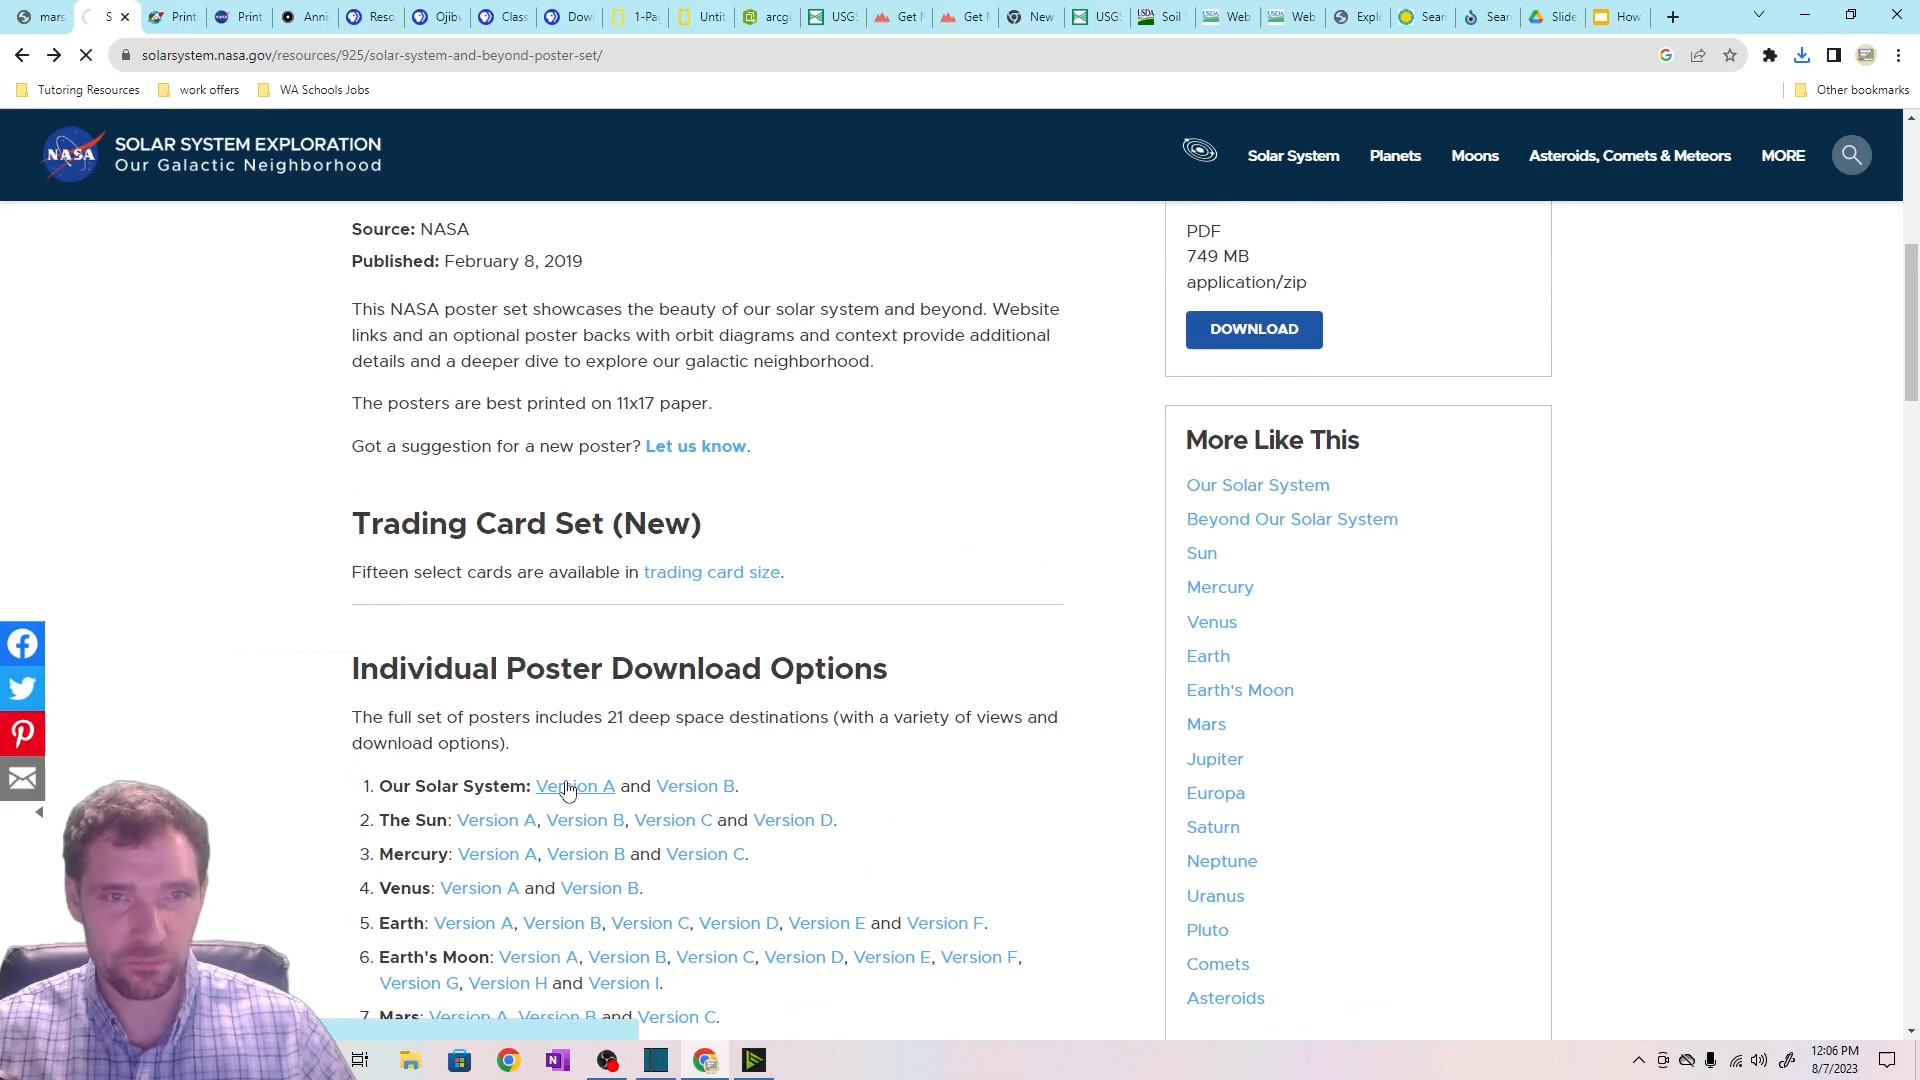 mars
S
Print
Print
Anni
Reso
Ojibv
Class
Dow
1-Pa
Untit
arcgi
USGS
Get N
Get N
New
USGS
Soil
Web
Web
Explo
Sear
Sear
Slide
How
solarsystem.nasa.gov/resources/925/solar-system-and-beyond-poster-set/
Tutoring Resources
work offers
WA Schools Jobs
Other bookmarks
NASA
SOLAR SYSTEM EXPLORATION
Our Galactic Neighborhood
Solar System
Planets
Moons
Asteroids, Comets & Meteors
MORE
Source: NASA
Published: February 8, 2019
This NASA poster set showcases the beauty of our solar system and beyond. Website
links and an optional poster backs with orbit diagrams and context provide additional
details and a deeper dive to explore our galactic neighborhood.
The posters are best printed on 11x17 paper.
Got a suggestion for a new poster? Let us know.
Trading Card Set (New)
Fifteen select cards are available in trading card size.
Individual Poster Download Options
The full set of posters includes 21 deep space destinations (with a variety of views and
download options).
1. Our Solar System: Version A and Version B.
2. The Sun: Version A, Version B, Version C and Version D.
3. Mercury: Version A, Version B and Version C.
4. Venus: Version A and Version B.
5. Earth: Version A, Version B, Version C, Version D, Version E and Version F.
6. Earth's Moon: Version A, Version B, Version C, Version D, Version E, Version F,
Version G, Version H and Version I.
7. Mars: Version A, Version B and Version C.
PDF
749 MB
application/zip
DOWNLOAD
More Like This
Our Solar System
Beyond Our Solar System
Sun
Mercury
Venus
Earth
Earth's Moon
Mars
Jupiter
Europa
Saturn
Neptune
Uranus
Pluto
Comets
Asteroids
12:06 PM
8/7/2023